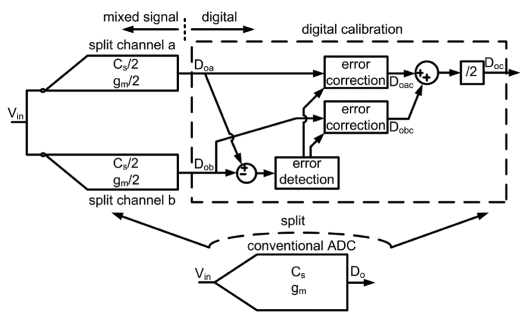 mixed signal
digital
digital calibration
split channel a
Cs/2
gm/2
Doa
error
correction
Doac
+
+
/2
Doc
Vin
error
correction
Dobc
Cs/2
gm/2
Dob
+
-
error
detection
split channel b
split
conventional ADC
Vin
Cs
gm
Do